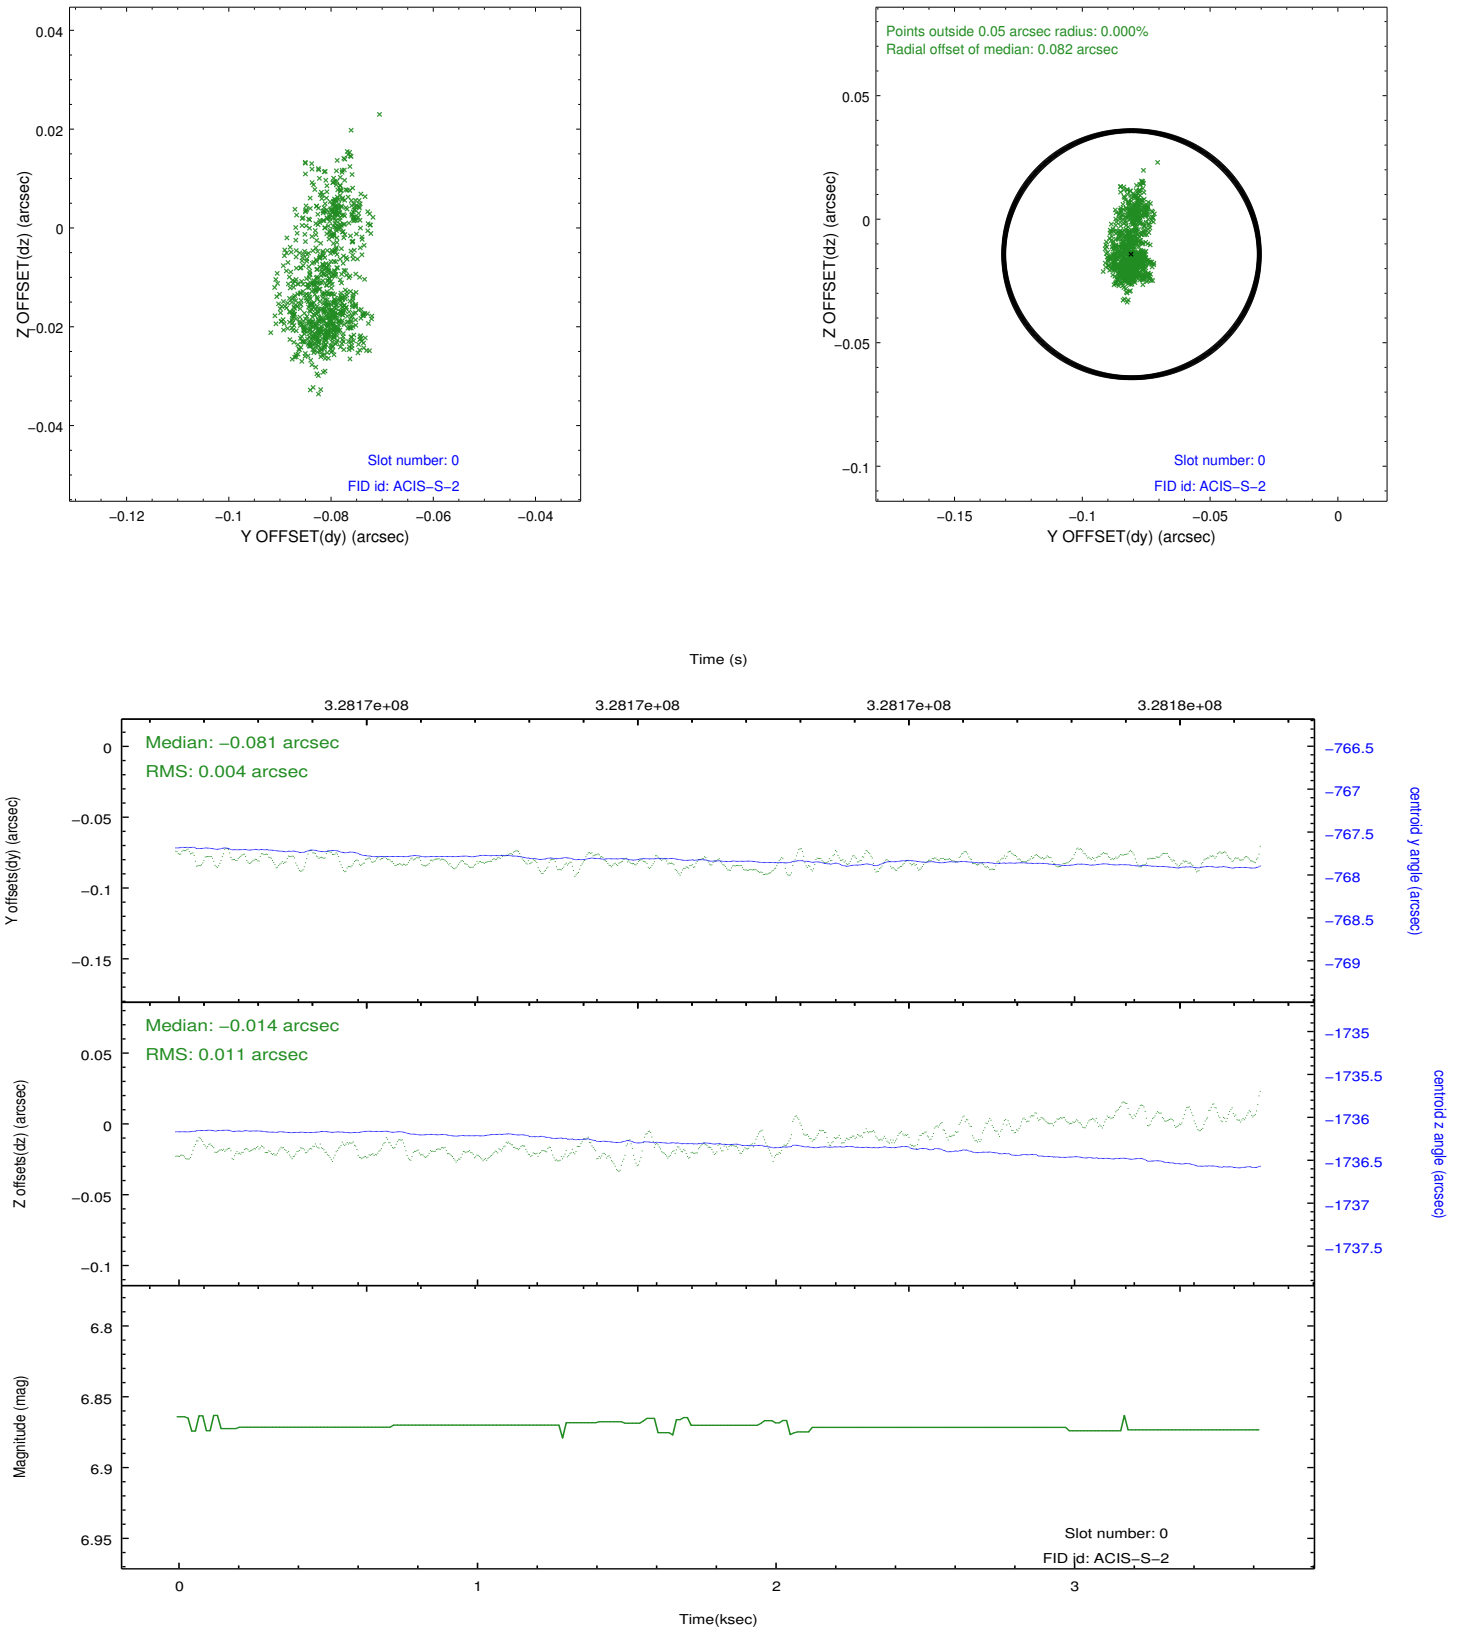 0.04
0.02
0
−0.02
−0.04
Z OFFSET(dz) (arcsec)
Slot number: 0
FID id: ACIS−S−2
−0.12
−0.1
−0.08
−0.06
−0.04
Y OFFSET(dy) (arcsec)
Points outside 0.05 arcsec radius: 0.000%
Radial offset of median: 0.082 arcsec
0.05
0
−0.05
−0.1
Z OFFSET(dz) (arcsec)
Slot number: 0
FID id: ACIS−S−2
−0.15
−0.1
−0.05
0
Y OFFSET(dy) (arcsec)
Time (s)
3.2817e+08
3.2817e+08
3.2817e+08
3.2818e+08
Median: −0.081 arcsec
RMS: 0.004 arcsec
0
−0.05
−0.1
−0.15
Y offsets(dy) (arcsec)
−766.5
−767
−767.5
−768
−768.5
−769
centroid y angle (arcsec)
Median: −0.014 arcsec
RMS: 0.011 arcsec
0.05
0
−0.05
−0.1
Z offsets(dz) (arcsec)
−1735
−1735.5
−1736
−1736.5
−1737
−1737.5
centroid z angle (arcsec)
6.8
6.85
6.9
6.95
Magnitude (mag)
Slot number: 0
FID id: ACIS−S−2
0
1
2
3
Time(ksec)